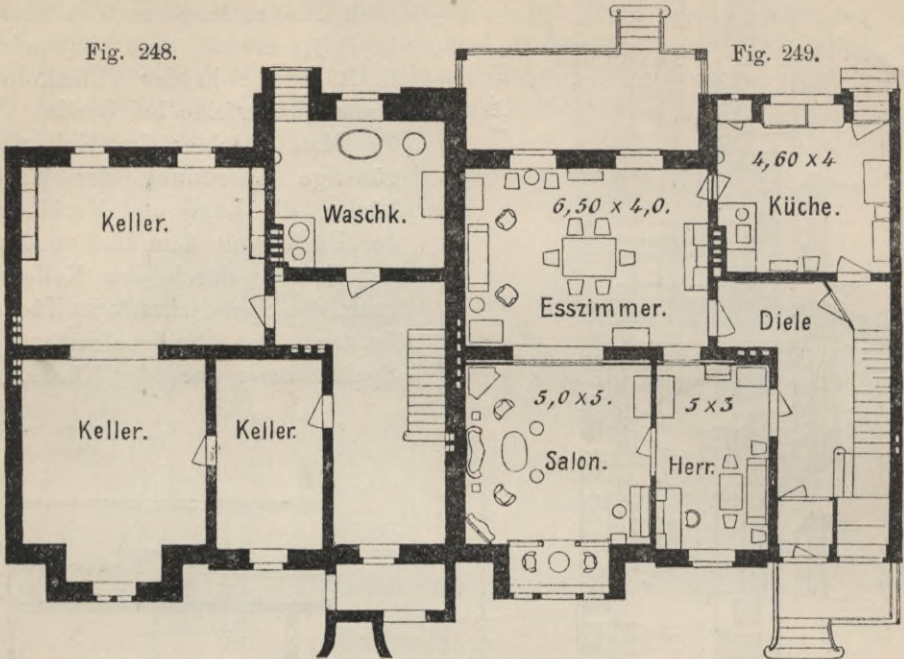 Fig. 248.
Fig. 249.
Keller.
Waschk.
Keller.
Keller.
4,60 x 4
Küche.
6,50 x 4,0.
Esszimmer.
Diele
5,0 x 5.
Salon.
5 x 3
Herr.